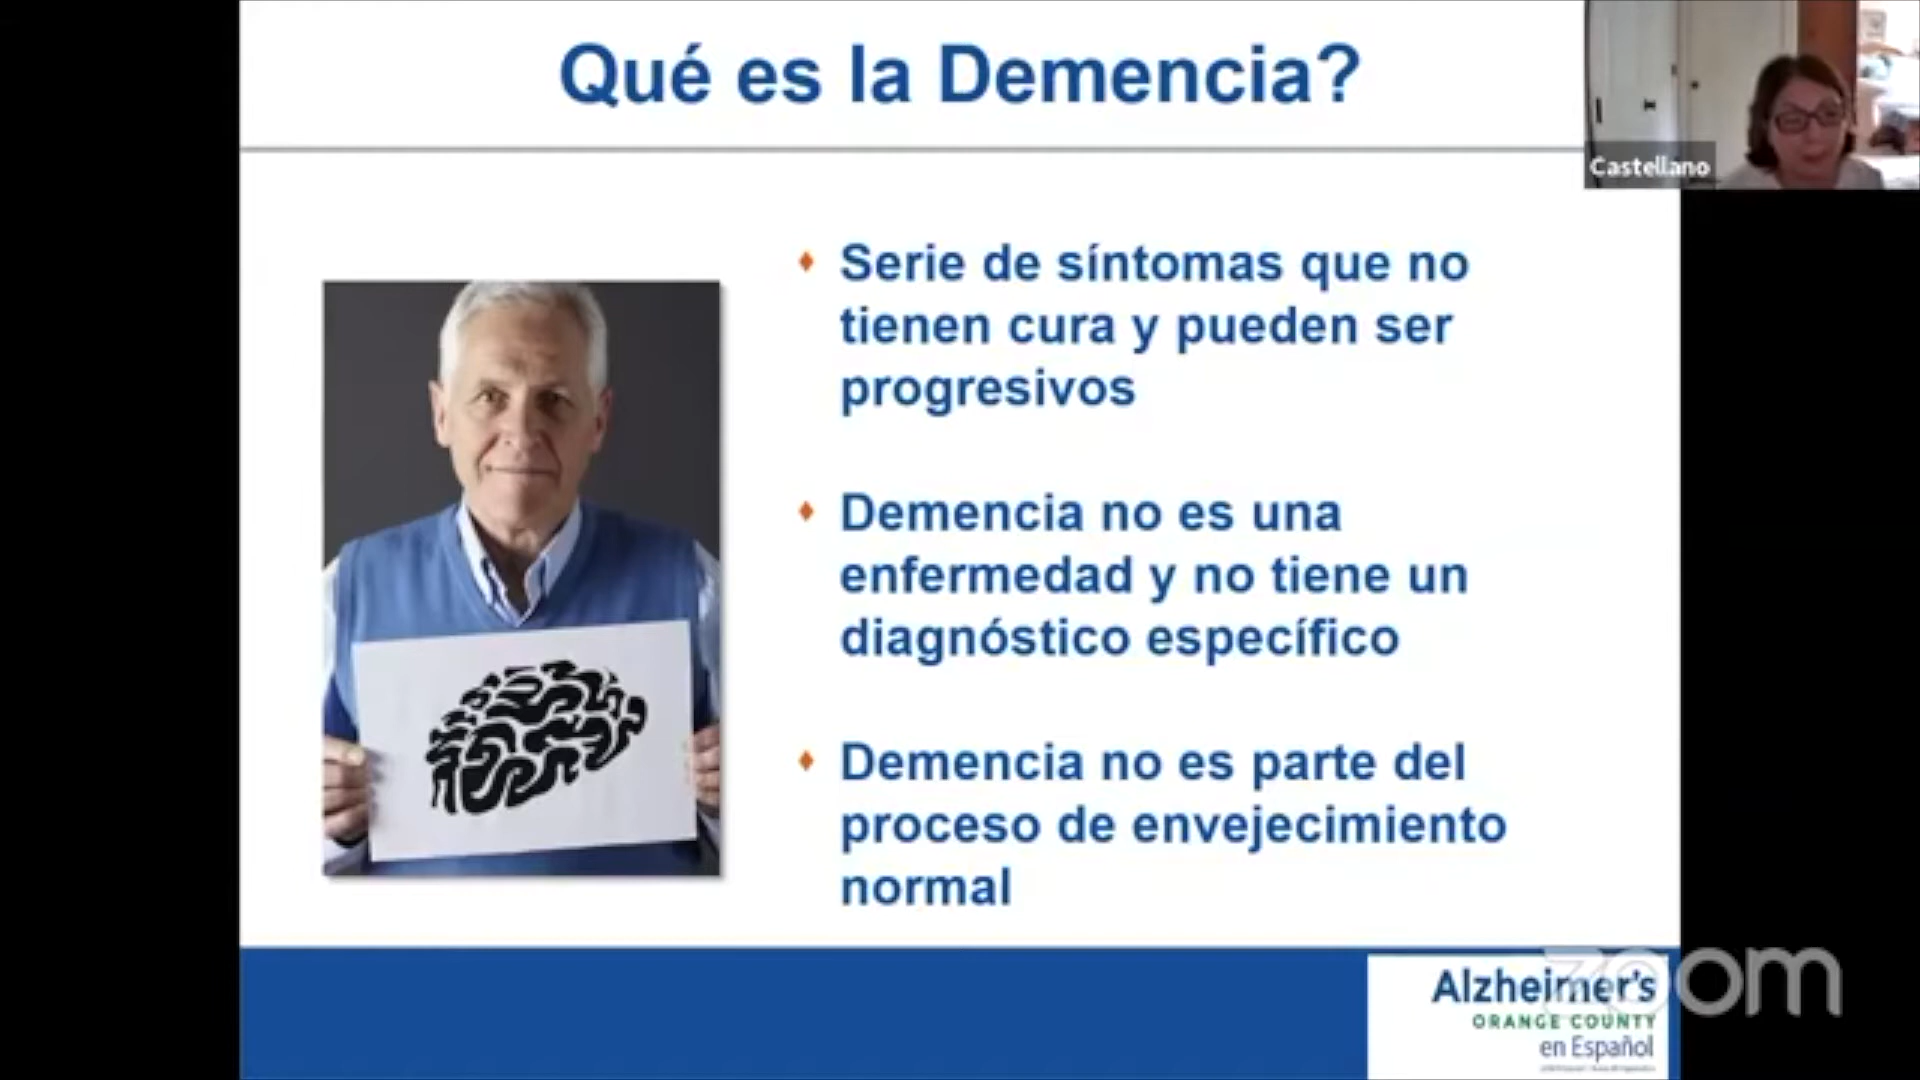 Qué es la Demencia?
Castellano
Serie de síntomas que no
tienen cura y pueden ser
progresivos
Demencia no es una
enfermedad y no tiene un
diagnóstico específico
Demencia no es parte del
proceso de envejecimiento
normal
zoom
Alzheimer's
ORANGE COUNTY
en Español